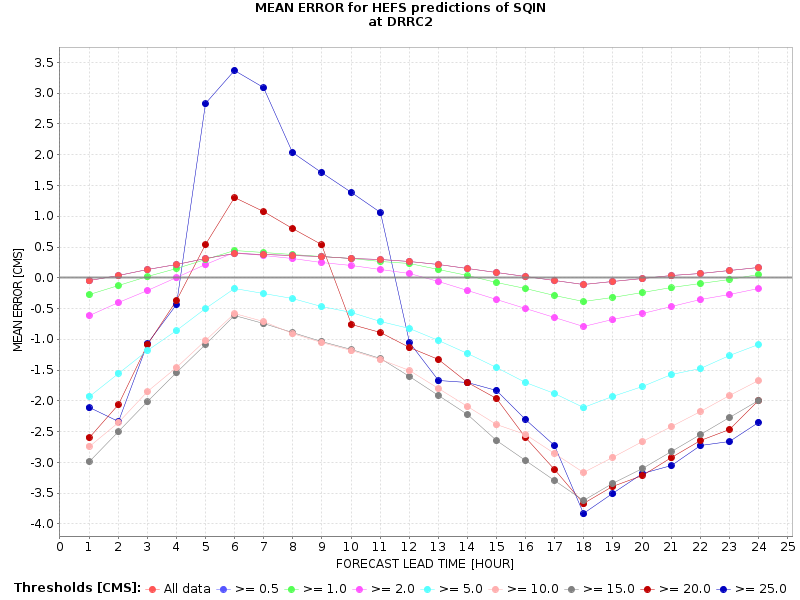 MEAN ERROR for HEFS predictions of SQIN
at DRRC2
3.5
3.0
2.5
2.0
1.5
1.0
0.5
0.0
-0.5
-1.0
-1.5
-2.0
-2.5
-3.0
-3.5
-4.0
MEAN ERROR [CMS]
0 1 2 3 4 5 6 7 8 9 10 11 12 13 14 15 16 17 18 19 20 21 22 23 24 25
FORECAST LEAD TIME [HOUR]
Thresholds [CMS]: All data >= 0.5 >= 1.0 >= 2.0 >= 5.0 >= 10.0 >= 15.0 >= 20.0 >= 25.0